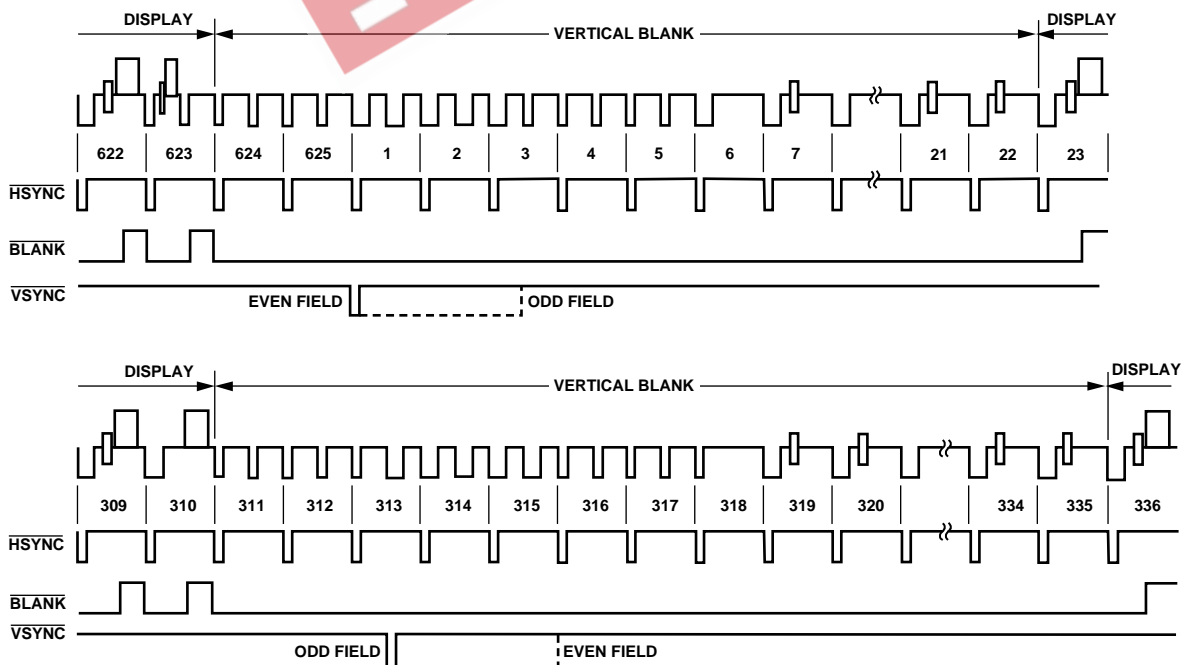 DISPLAY VERTICAL BLANK DISPLAY
622 623 624 625 1 2 3 4 5 6 7 21 22 23
HSYNC
BLANK
VSYNC
EVEN FIELD ODD FIELD
DISPLAY VERTICAL BLANK DISPLAY
309 310 311 312 313 314 315 316 317 318 319 320 334 335 336
HSYNC
BLANK
VSYNC
ODD FIELD EVEN FIELD